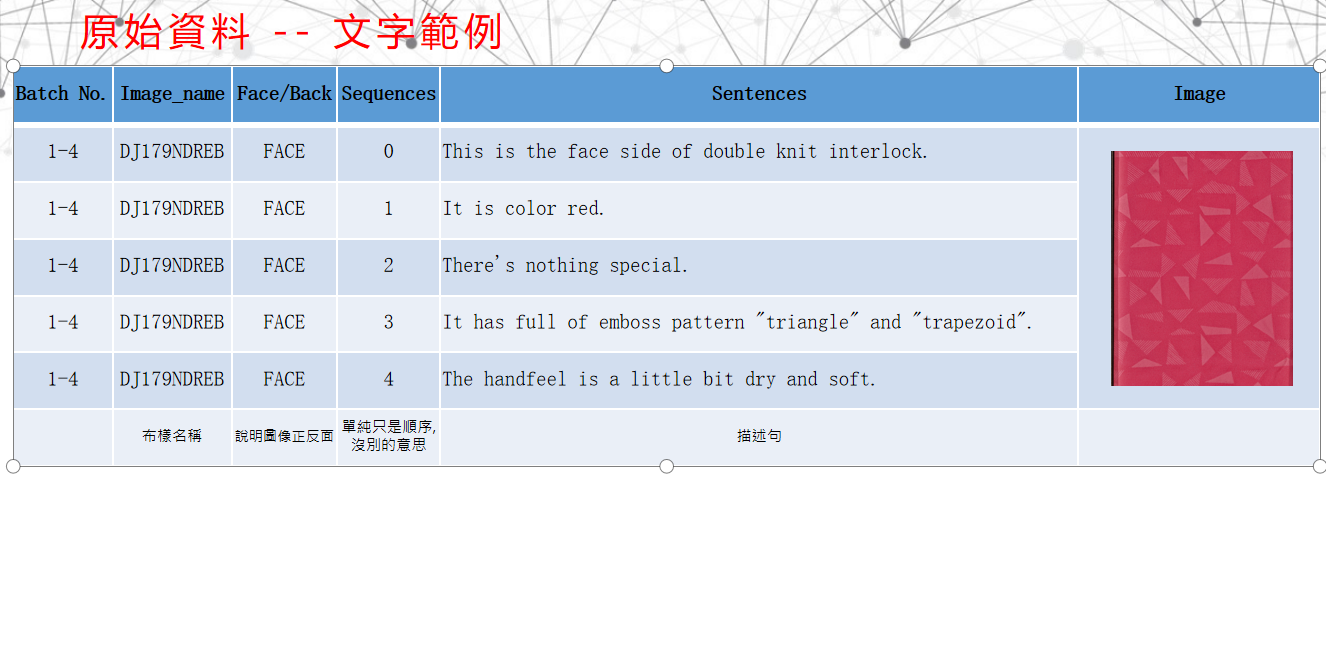 原始資料 -- 文字範例
Batch No. Image_name Face/Back Sequences Sentences Image
1-4 DJ179NDREB FACE 0 This is the face side of double knit interlock.
1-4 DJ179NDREB FACE 1 It is color red.
1-4 DJ179NDREB FACE 2 There's nothing special.
1-4 DJ179NDREB FACE 3 It has full of emboss pattern "triangle" and "trapezoid".
1-4 DJ179NDREB FACE 4 The handfeel is a little bit dry and soft.
布樣名稱 說明圖像正反面 單純只是順序, 描述句
沒別的意思